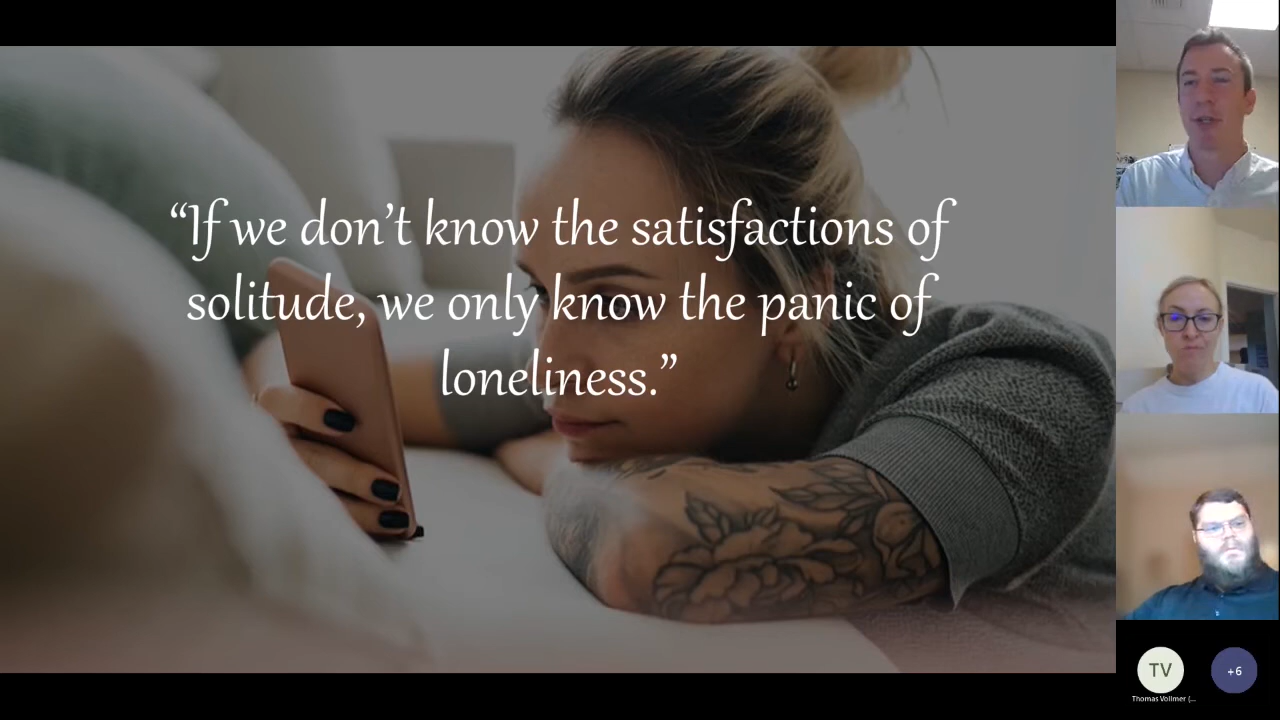 “If we don’t know the satisfactions of
solitude, we only know the panic of
loneliness.”
TV
+6
Thomas Vollmer (...